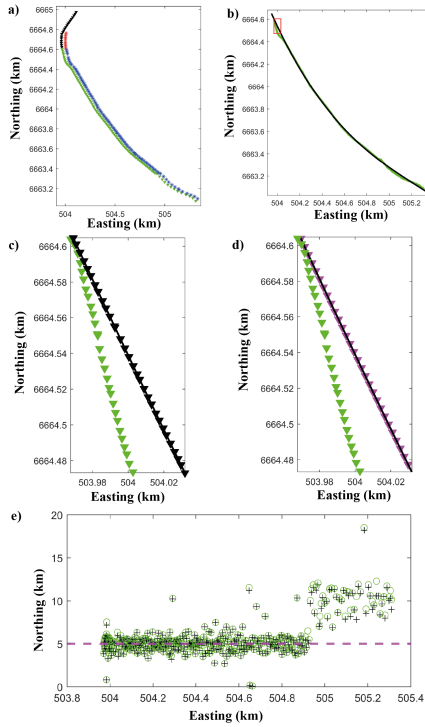 a)
Northing (km)
6665
6664.8
6664.6
6664.4
6664.2
6664
6663.8
6663.6
6663.4
6663.2
504 504.5 505
Easting (km)
b)
Northing (km)
6664.6
6664.4
6664.2
6664
6663.8
6663.6
6663.4
6663.2
504 504.2 504.4 504.6 504.8 505 505.2
Easting (km)
c)
Northing (km)
6664.6
6664.58
6664.56
6664.54
6664.52
6664.5
6664.48
503.98 504 504.02
Easting (km)
d)
Northing (km)
6664.6
6664.58
6664.56
6664.54
6664.52
6664.5
6664.48
503.98 504 504.02
Easting (km)
e)
Northing (km)
20
15
10
5
0
503.8 504 504.2 504.4 504.6 504.8 505 505.2 505.4
Easting (km)